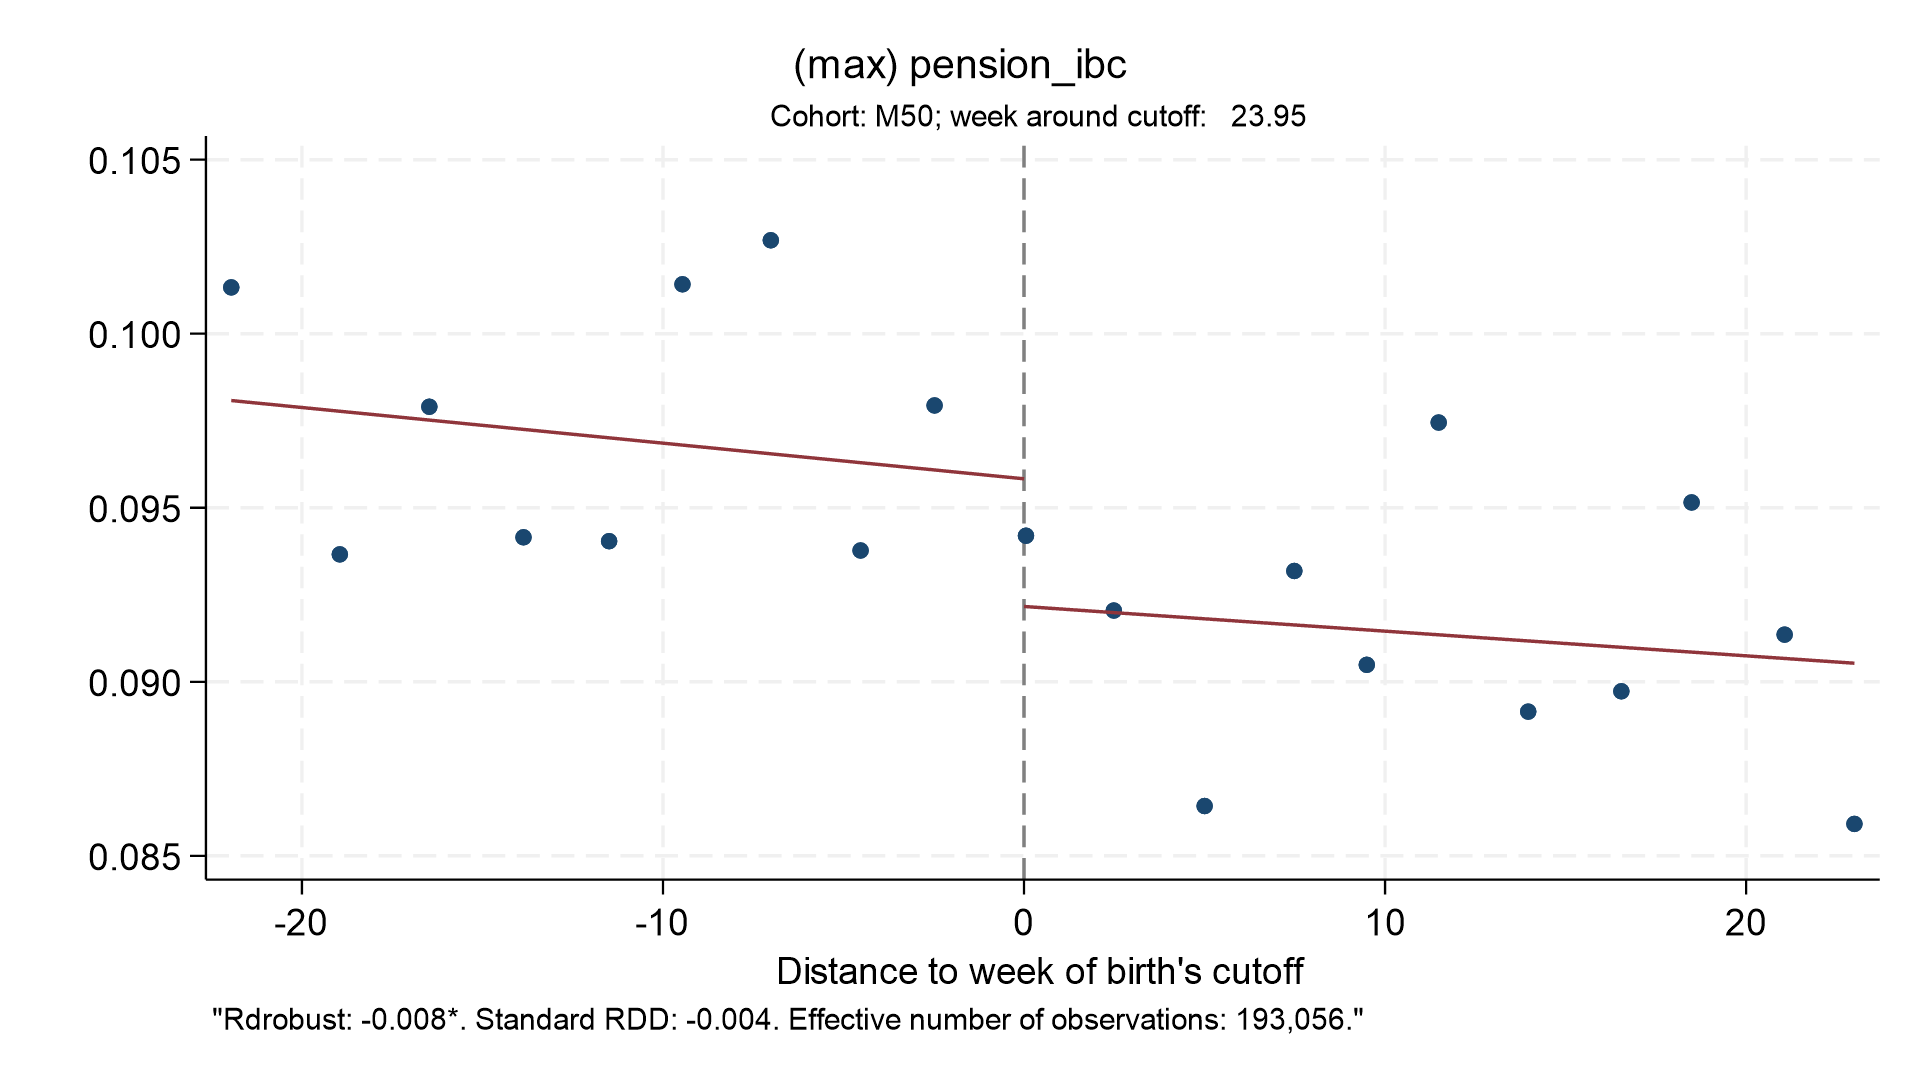 (max) pension_ibc
Cohort: M50; week around cutoff: 23.95
0.105
0.100
0.095
0.090
0.085
-20 -10 0 10 20
Distance to week of birth's cutoff
"Rdrobust: -0.008*. Standard RDD: -0.004. Effective number of observations: 193,056."